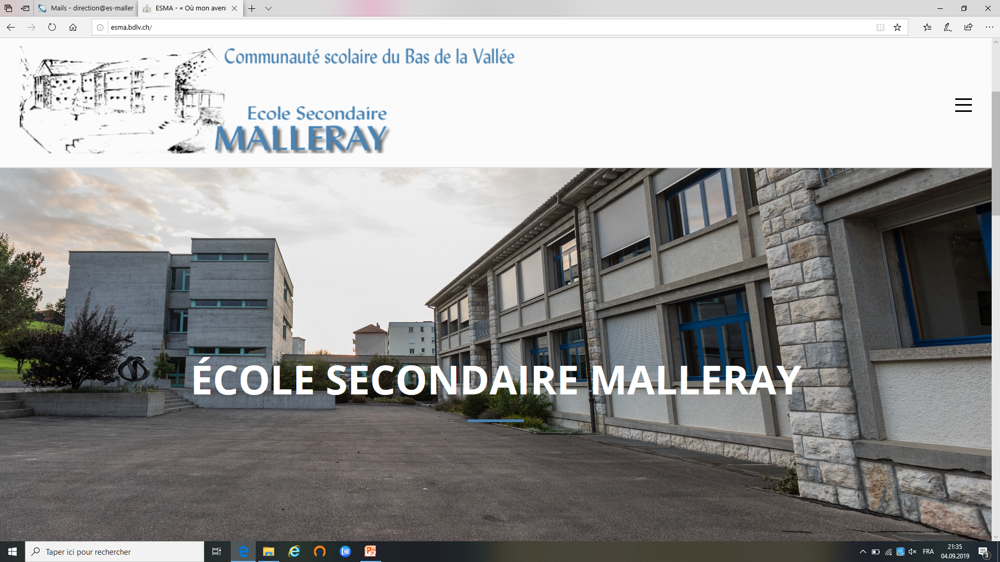 Mails - direction@es-maller
ESMA - « Où mon aveni
esma.bdlv.ch/
Communauté scolaire du Bas de la Vallée
Ecole Secondaire
MALLERAY
ÉCOLE SECONDAIRE MALLERAY
Taper ici pour rechercher
FRA
21:35
04.09.2019
3